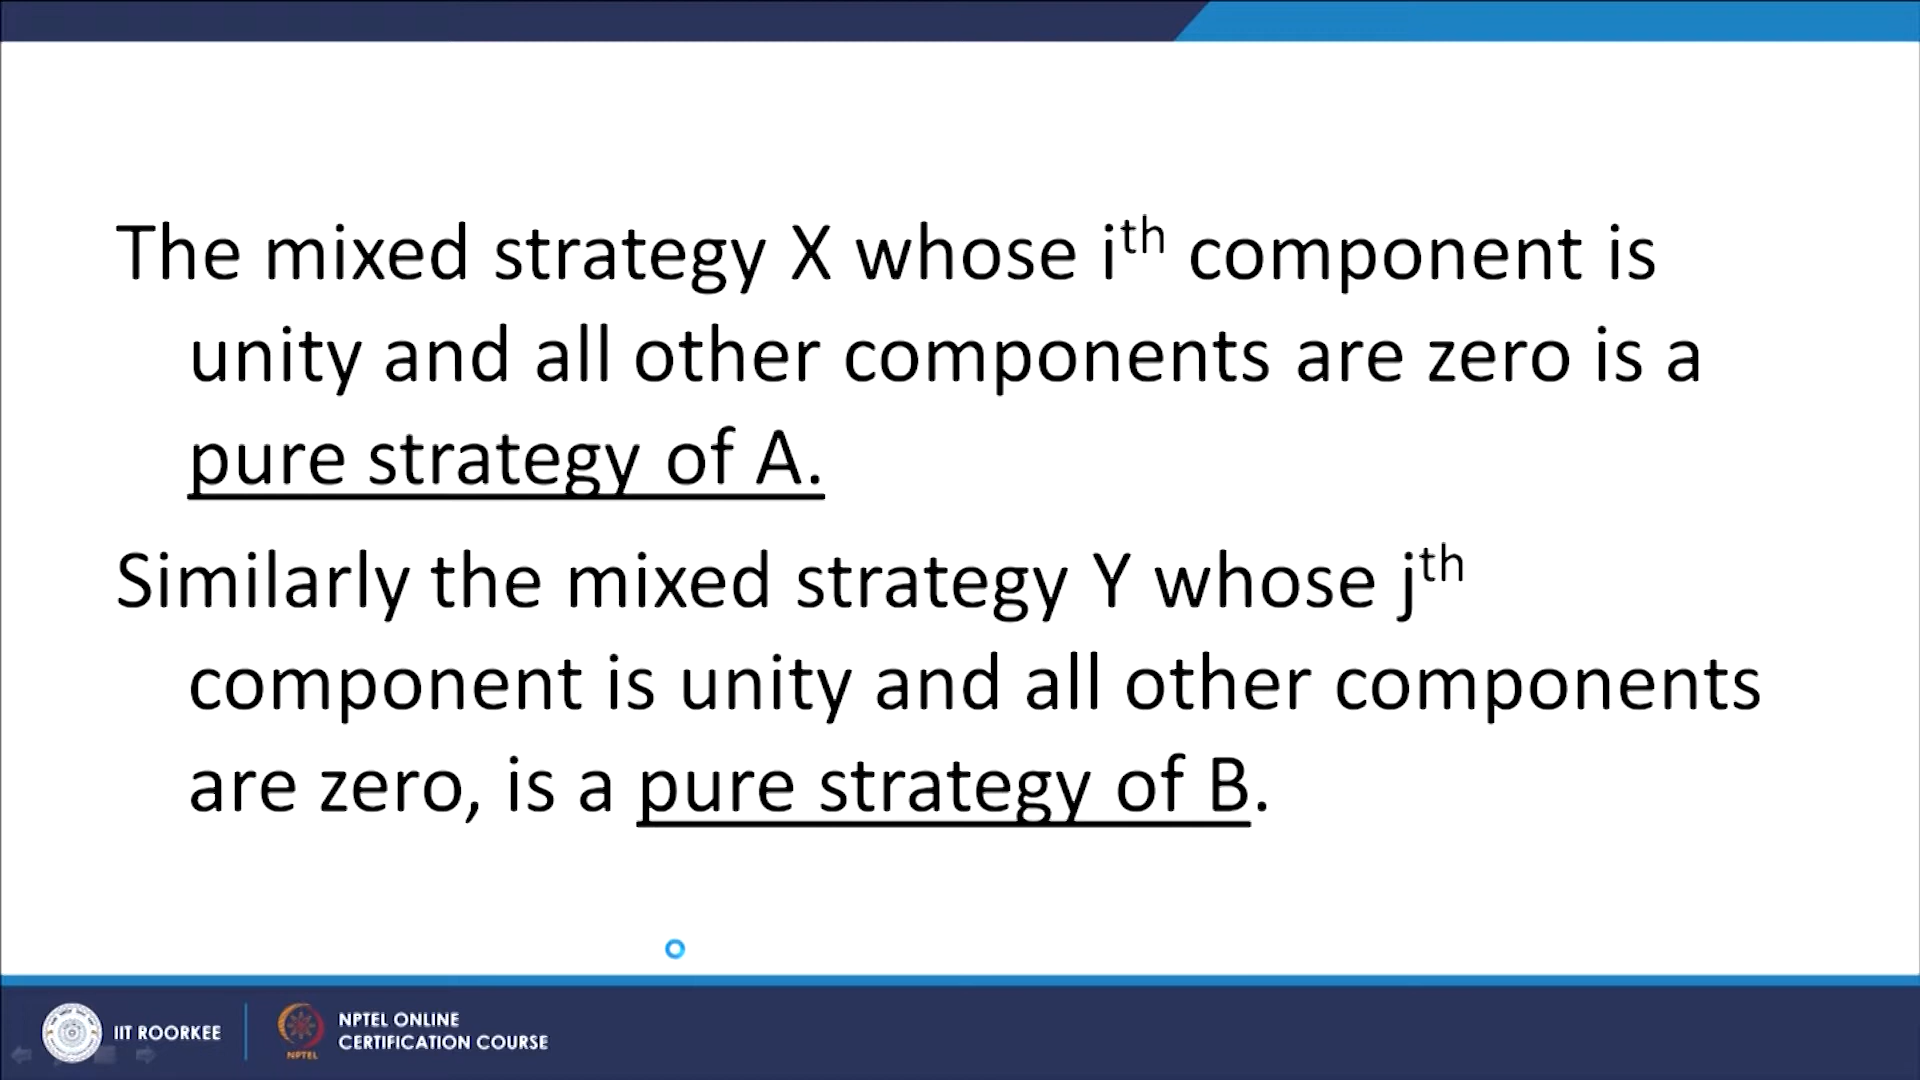 The mixed strategy X whose ith component is
unity and all other components are zero is a
pure strategy of A.
Similarly the mixed strategy Y whose jth
component is unity and all other components
are zero, is a pure strategy of B.
IIT ROORKEE
NPTEL
NPTEL ONLINE
CERTIFICATION COURSE